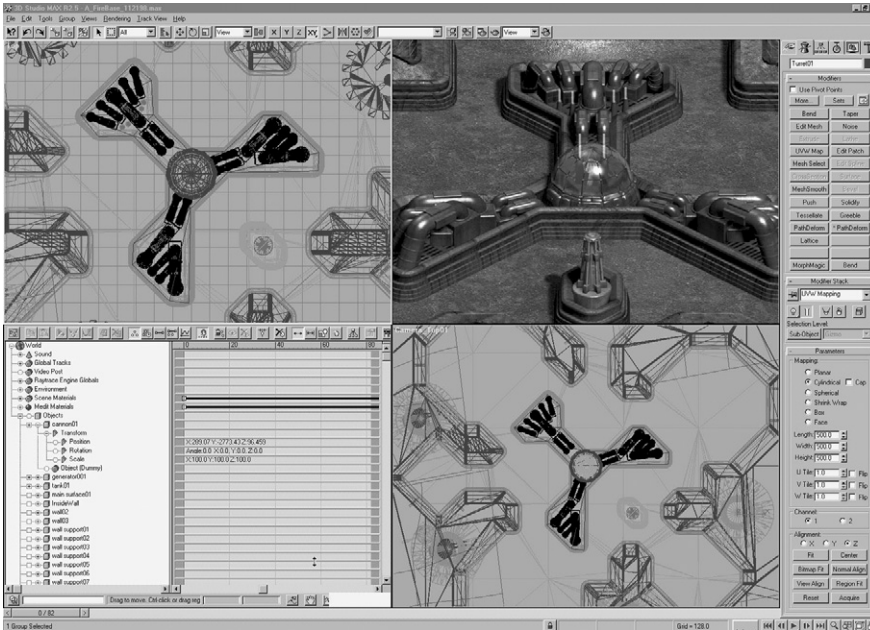 3D Studio MAX R2.5 - A_FireBase_112198.max
File Edit Tools Group Views Rendering Track View Help
All
View
X Y Z XY
View
Turret01
Modifiers
Use Pivot Points
More... Sets
Bend Taper
Edit Mesh Noise
UVW Map Edit Patch
Mesh Select Edit Spline
MeshSmooth
Push Solidify
Tessellate Greeble
PathDeform *PathDeform
Lattice
MorphMagic Bend
Modifier Stack
UVW Mapping
Selection Level:
Sub-Object Gizmo
Parameters
Mapping:
Planar
Cylindrical Cap
Spherical
Shrink Wrap
Box
Face
Length: 500.0
Width: 500.0
Height: 500.0
U Tile: 1.0 Flip
V Tile: 1.0 Flip
W Tile: 1.0 Flip
Channel:
1 2
Alignment:
X Y Z
Fit Center
Bitmap Fit Normal Align
View Align Region Fit
Reset Acquire
0 20 40 60 80
World
Sound
Global Tracks
Video Post
Raytrace Engine Globals
Environment
Scene Materials
Medit Materials
Objects
cannon01
Transform
Position X:289.07 Y:-2773.43 Z:96.459
Rotation Angle:0.0 X:0.0, Y:0.0, Z:0.0
Scale X:100.0 Y:100.0 Z:100.0
Object (Dummy)
generator001
tank01
main surface01
InsideWall
wall02
wall03
wall support01
wall support02
wall support03
wall support04
wall support05
wall support06
wall support07
Drag to move. Ctrl-click or drag reg
0 / 82
1 Group Selected
Grid = 128.0